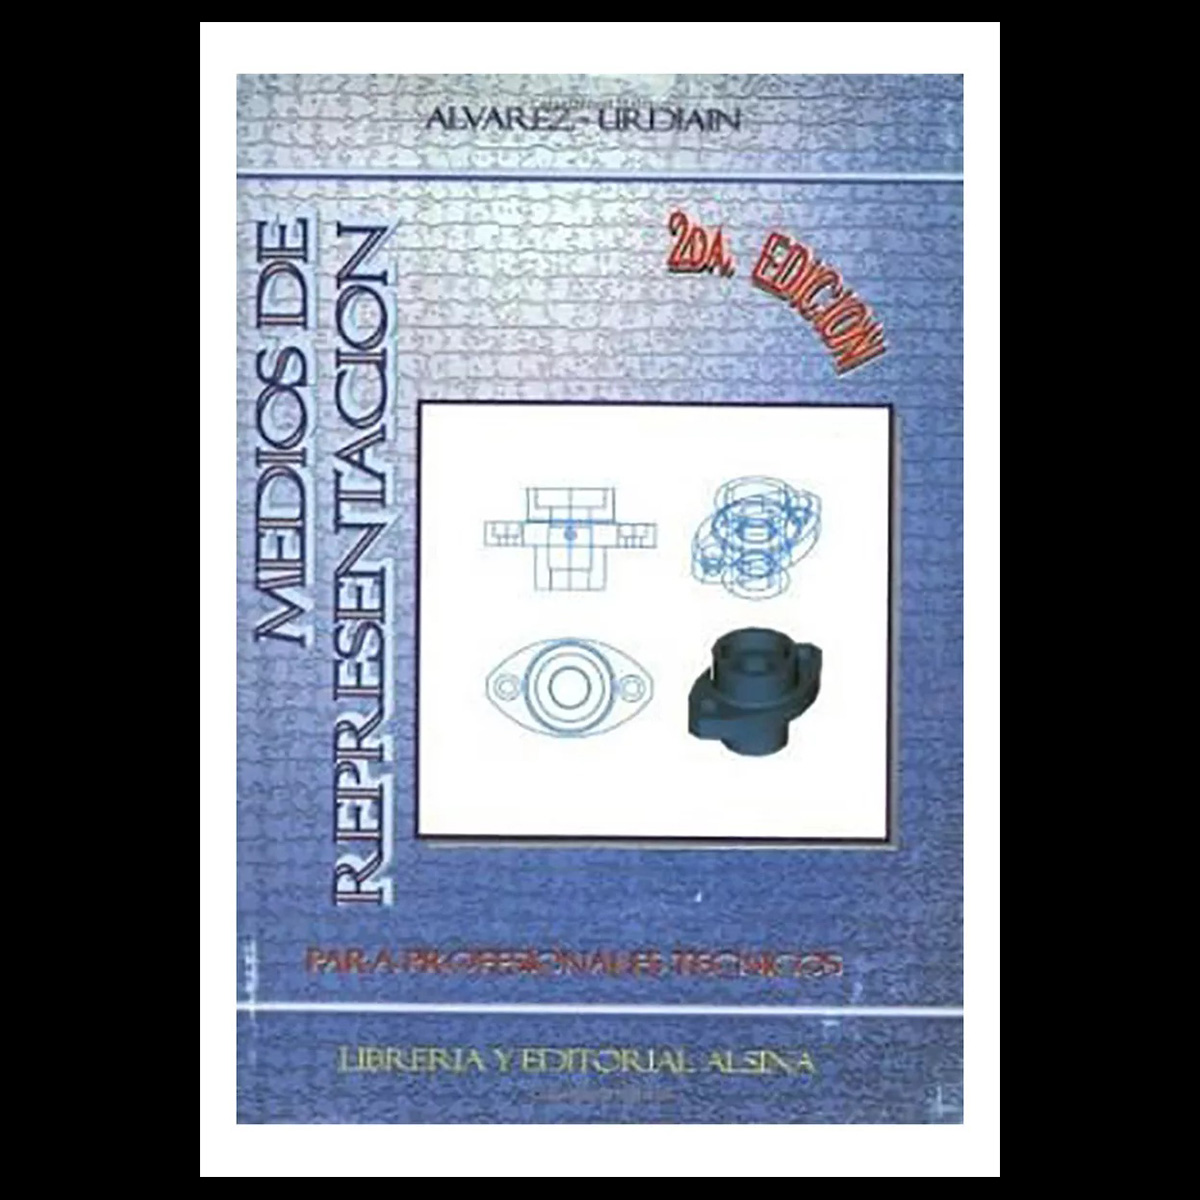 ALVAREZ - URDIAIN
2DA. EDICION
MEDIOS DE
REPRESENTACION
PARA PROFESIONALES TECNICOS
LIBRERIA Y EDITORIAL ALSINA